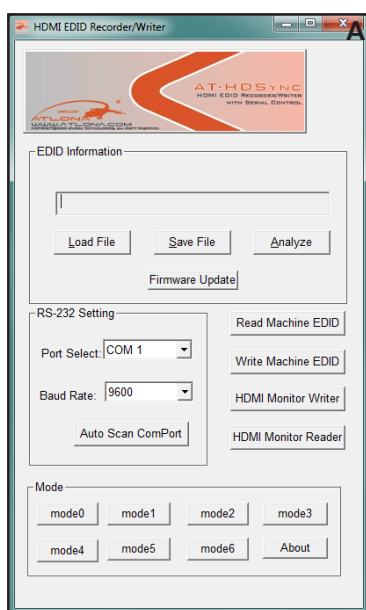 HDMI EDID Recorder/Writer
A
AT-HDSYNC
HDMI EDID RECORDER/WRITER
WITH SERIAL CONTROL
ATLONA
WWW.ATLONA.COM
EDID Information
Load File Save File Analyze
Firmware Update
RS-232 Setting
Port Select: COM 1
Baud Rate: 9600
Auto Scan ComPort
Read Machine EDID
Write Machine EDID
HDMI Monitor Writer
HDMI Monitor Reader
Mode
mode0 mode1 mode2 mode3
mode4 mode5 mode6 About